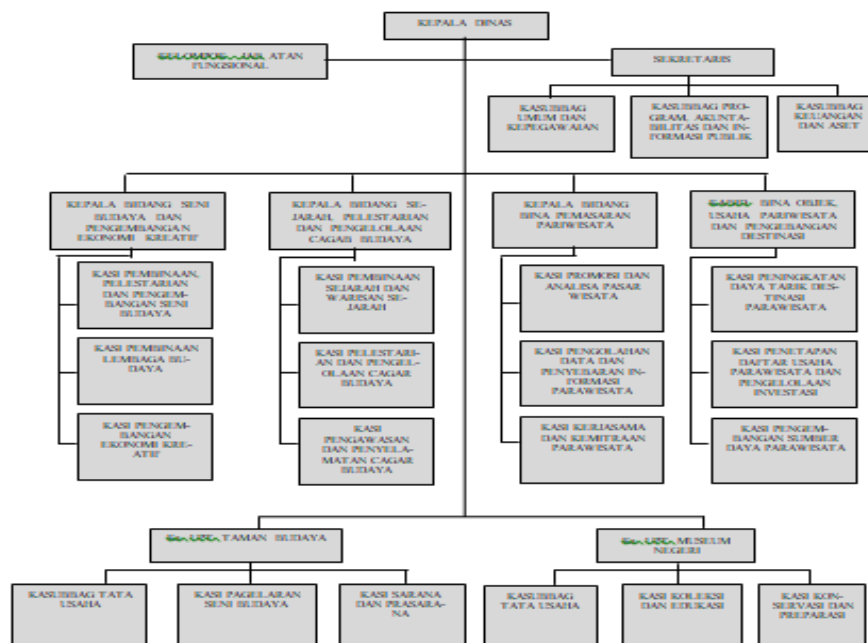 KEPALA DINAS
KELOMPOK JABATAN
FUNGSIONAL
SEKRETARIS
KASUBBAG
UMUM DAN
KEPEGAWAIAN
KASUBBAG PRO-
GRAM, AKUNTA-
BILITAS DAN IN-
FORMASI PUBLIK
KASUBBAG
KEUANGAN
DAN ASET
KEPALA BIDANG SENI
BUDAYA DAN
PENGEMBANGAN
EKONOMI KREATIF
KEPALA BIDANG SE-
JARAH, PELESTARIAN
DAN PENGELOLAAN
CAGAR BUDAYA
KEPALA BIDANG
BINA PEMASARAN
PARIWISATA
BINA OBJEK,
USAHA PARIWISATA
DAN PENGEBANGAN
DESTINASI
KASI PEMBINAAN,
PELESTARIAN
DAN PENGEM-
BANGAN SENI
BUDAYA
KASI PEMBINAAN
SEJARAH DAN
WARISAN SE-
JARAH
KASI PROMOSI DAN
ANALISA PASAR
WISATA
KASI PENINGKATAN
DAYA TARIK DES-
TINASI
PARAWISATA
KASI PEMBINAAN
LEMBAGA BU-
DAYA
KASI PELESTARI-
AN DAN PENGEL-
OLAAN CAGAR
BUDAYA
KASI PENGOLAHAN
DATA DAN
PENYEBARAN IN-
FORMASI
PARAWISATA
KASI PENETAPAN
DAFTAR USAHA
PARAWISATA DAN
PENGELOLAAN
INVESTASI
KASI PENGEM-
BANGAN
EKONOMI KRE-
ATIF
KASI
PENGAWASAN
DAN PENYELA-
MATAN CAGAR
BUDAYA
KASI KERJASAMA
DAN KEMITRAAN
PARAWISATA
KASI PENGEM-
BANGAN SUMBER
DAYA PARAWISATA
TAMAN BUDAYA
MUSEUM
NEGERI
KASUBBAG TATA
USAHA
KASI PAGELARAN
SENI BUDAYA
KASI SARANA
DAN PRASARA-
NA
KASUBBAG
TATA USAHA
KASI KOLEKSI
DAN EDUKASI
KASI KON-
SERVASI DAN
PREPARASI